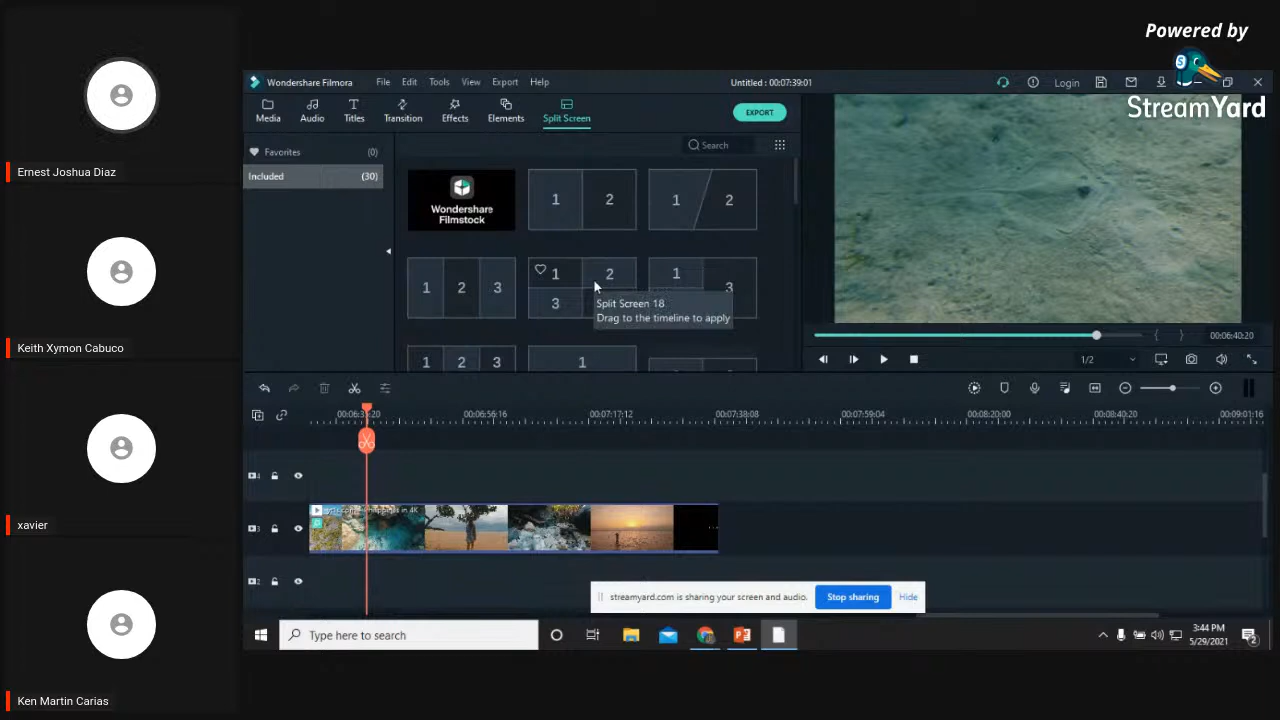 Powered by
StreamYard
Ernest Joshua Diaz
Keith Xymon Cabuco
xavier
Ken Martin Carias
Wondershare Filmora
File
Edit
Tools
View
Export
Help
Untitled : 00:07:39:01
Login
Media
Audio
Titles
Transition
Effects
Elements
Split Screen
EXPORT
Favorites (0)
Included (30)
Search
Wondershare
Filmstock
1 2
1 2
1 2 3
1 2
3
1
3
Split Screen 18
Drag to the timeline to apply
1 2 3
1
1/2
00:06:40:20
00:06:56:16
00:07:17:12
00:07:38:08
00:07:59:04
00:08:20:00
00:08:40:20
00:09:01:16
in 4K
streamyard.com is sharing your screen and audio.
Stop sharing
Hide
Type here to search
3:44 PM
5/29/2021
2